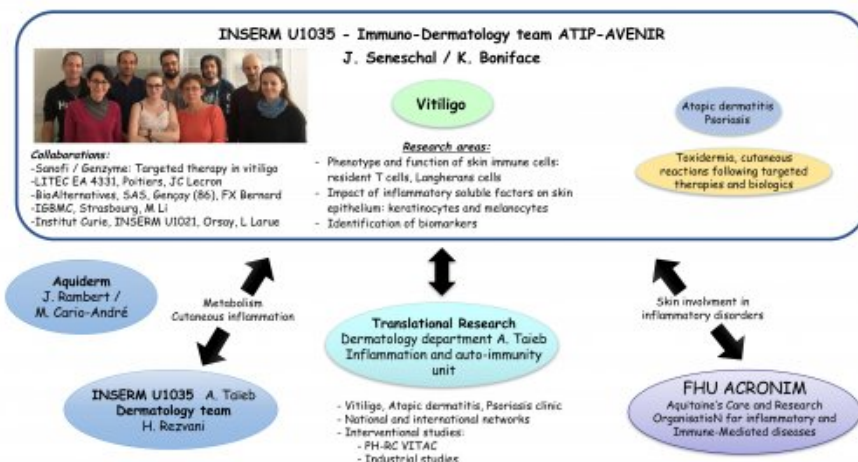 INSERM U1035 - Immuno-Dermatology team ATIP-AVENIR
J. Seneschal / K. Boniface
Vitiligo
Atopic dermatitis
Psoriasis
Collaborations:
-Sanofi / Genzyme: Targeted therapy in vitiligo
-LITEC EA 4331, Poitiers, JC Lecron
-BioAlternatives, SAS, Gençay (86), FX Bernard
-IGBMC, Strasbourg, M Li
-Institut Curie, INSERM U1021, Orsay, L Larue
Research areas:
- Phenotype and function of skin immune cells:
resident T cells, Langherans cells
- Impact of inflammatory soluble factors on skin
epithelium: keratinocytes and melanocytes
- Identification of biomarkers
Toxidermia, cutaneous
reactions following targeted
therapies and biologics
Aquiderm
J. Rambert /
M. Cario-André
Metabolism
Cutaneous inflammation
Translational Research
Dermatology department A. Taïeb
Inflammation and auto-immunity
unit
Skin involvment in
inflammatory disorders
INSERM U1035 A. Taïeb
Dermatology team
H. Rezvani
- Vitiligo, Atopic dermatitis, Psoriasis clinic
- National and international networks
- Interventional studies:
- PH-RC VITAC
- Industrial studies
FHU ACRONIM
Aquitaine's Care and Research
OrganisatioN for inflammatory and
Immune-Mediated diseases